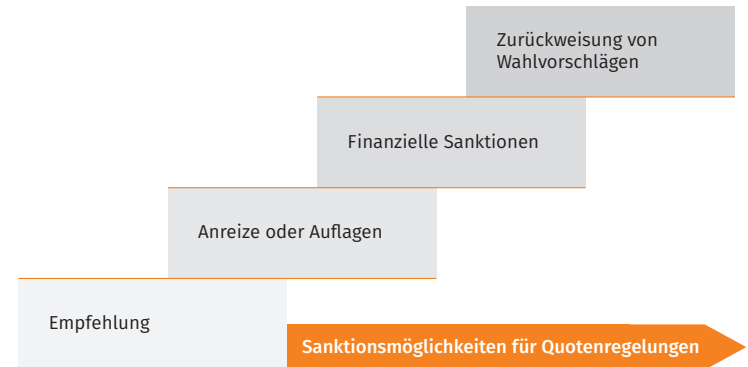 Zurückweisung von
Wahlvorschlägen
Finanzielle Sanktionen
Anreize oder Auflagen
Empfehlung
Sanktionsmöglichkeiten für Quotenregelungen